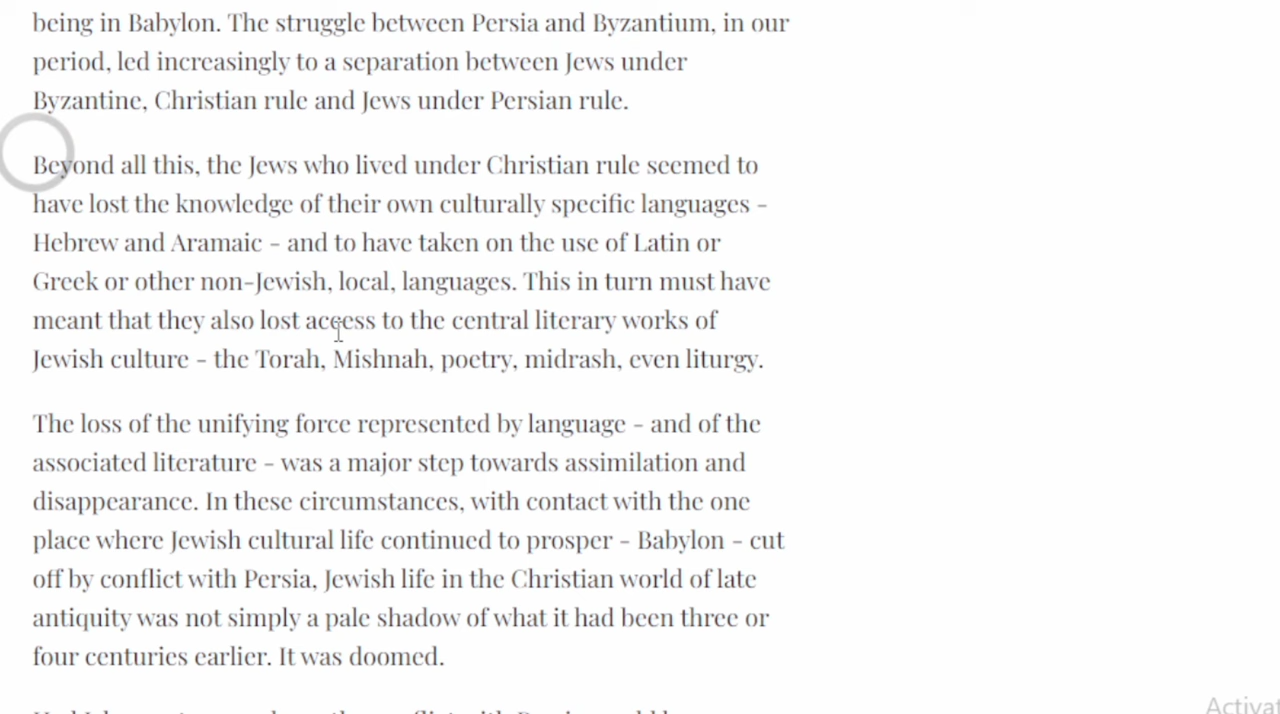 being in Babylon. The struggle between Persia and Byzantium, in our
period, led increasingly to a separation between Jews under
Byzantine, Christian rule and Jews under Persian rule.
Beyond all this, the Jews who lived under Christian rule seemed to
have lost the knowledge of their own culturally specific languages -
Hebrew and Aramaic - and to have taken on the use of Latin or
Greek or other non-Jewish, local, languages. This in turn must have
meant that they also lost access to the central literary works of
Jewish culture - the Torah, Mishnah, poetry, midrash, even liturgy.
The loss of the unifying force represented by language - and of the
associated literature - was a major step towards assimilation and
disappearance. In these circumstances, with contact with the one
place where Jewish cultural life continued to prosper - Babylon - cut
off by conflict with Persia, Jewish life in the Christian world of late
antiquity was not simply a pale shadow of what it had been three or
four centuries earlier. It was doomed.
Activat